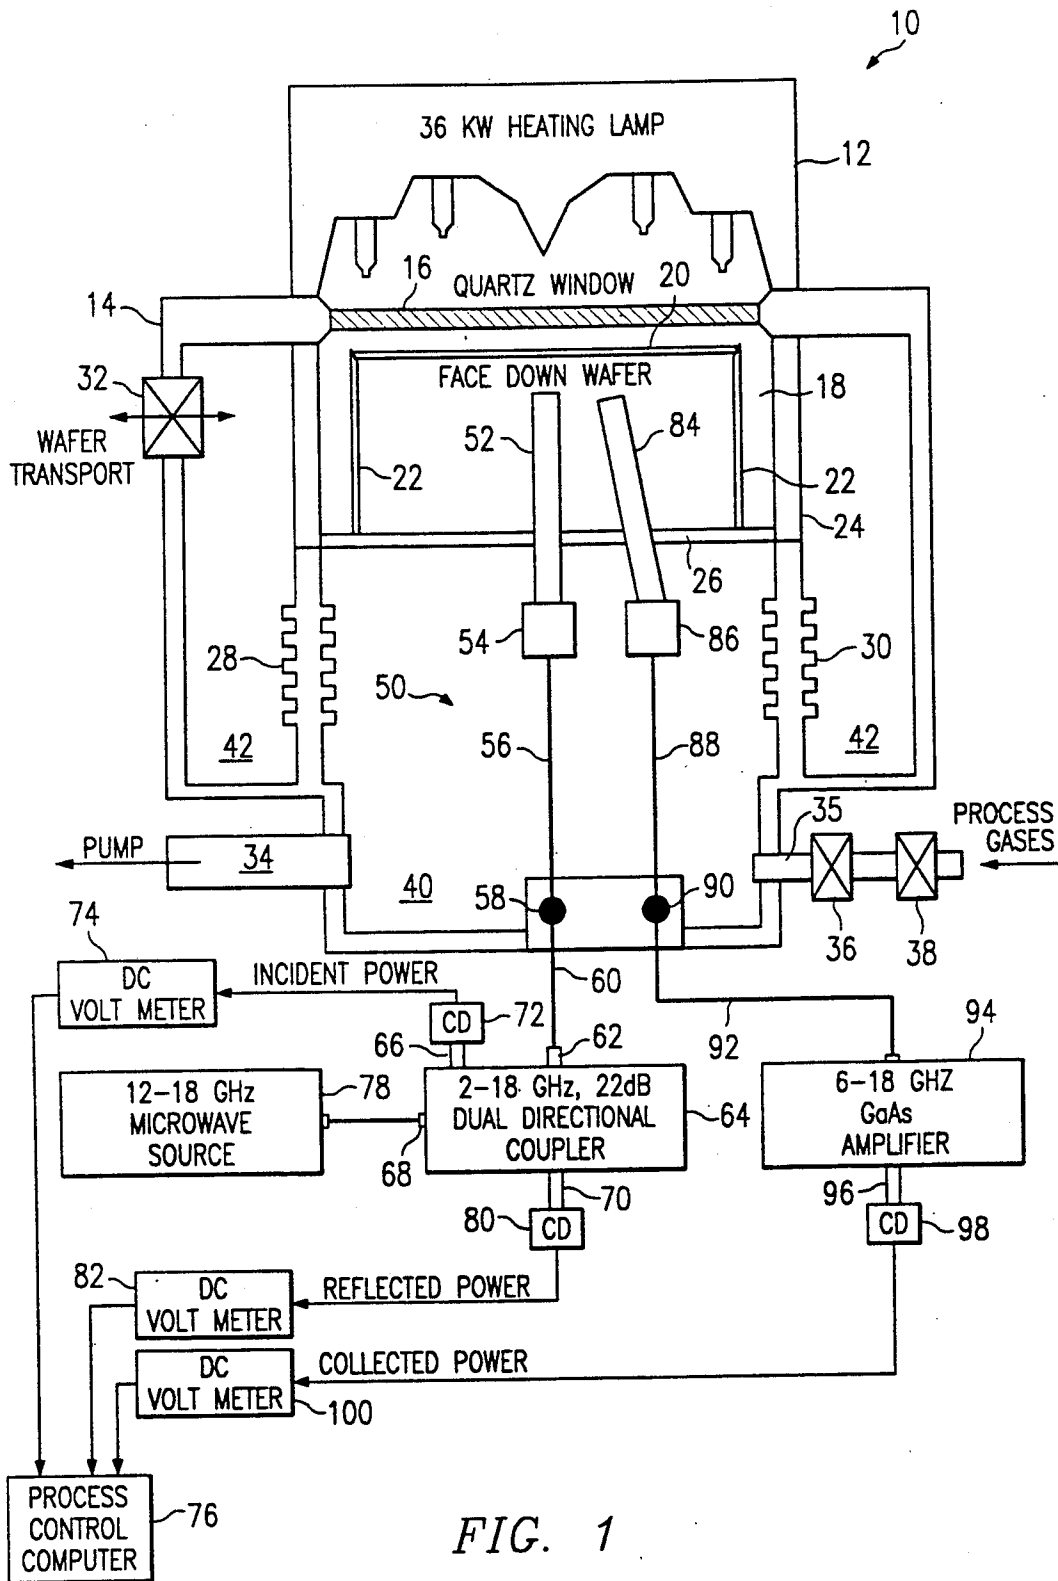 10
36 KW HEATING LAMP
12
QUARTZ WINDOW
16
20
14
32
FACE DOWN WAFER
18
WAFER
TRANSPORT
52
84
22
22
24
26
54
86
28
30
50
42
56
88
42
35
PROCESS
GASES
PUMP
34
40
58
90
36
38
74
DC
VOLT METER
INCIDENT POWER
60
CD
72
66
62
92
94
78
12-18 GHz
MICROWAVE
SOURCE
2-18 GHz, 22dB
DUAL DIRECTIONAL
COUPLER
64
6-18 GHZ
GaAs
AMPLIFIER
68
70
96
80
CD
CD
98
82
DC
VOLT METER
REFLECTED POWER
DC
VOLT METER
COLLECTED POWER
100
PROCESS
CONTROL
COMPUTER
76
FIG. 1